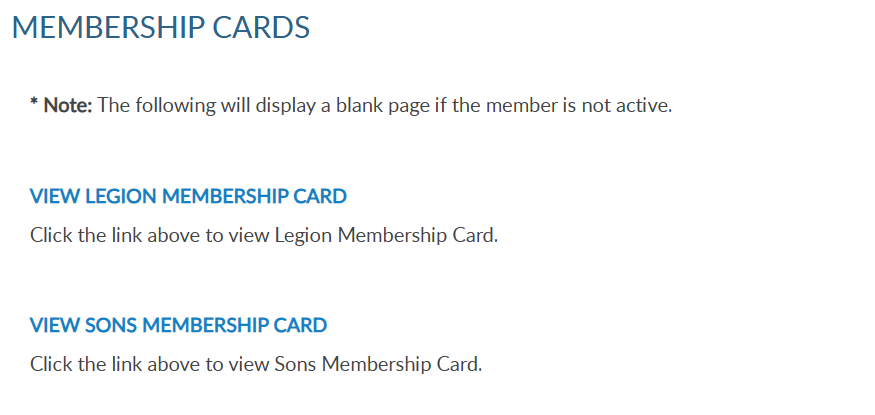 MEMBERSHIP CARDS
* Note: The following will display a blank page if the member is not active.
VIEW LEGION MEMBERSHIP CARD
Click the link above to view Legion Membership Card.
VIEW SONS MEMBERSHIP CARD
Click the link above to view Sons Membership Card.